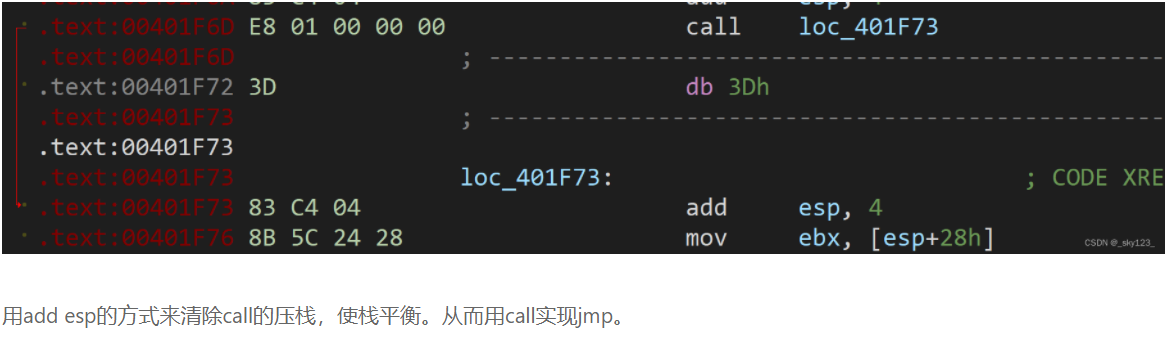 add esp, 4
.text:00401F6D E8 01 00 00 00 call loc_401F73
.text:00401F6D ; ---------------------------------------------------
.text:00401F72 3D db 3Dh
.text:00401F73 ; ---------------------------------------------------
.text:00401F73
.text:00401F73 loc_401F73: ; CODE XRE
.text:00401F73 83 C4 04 add esp, 4
.text:00401F76 8B 5C 24 28 mov ebx, [esp+28h]
CSDN @_sky123_
用add esp的方式来清除call的压栈，使栈平衡。从而用call实现jmp。